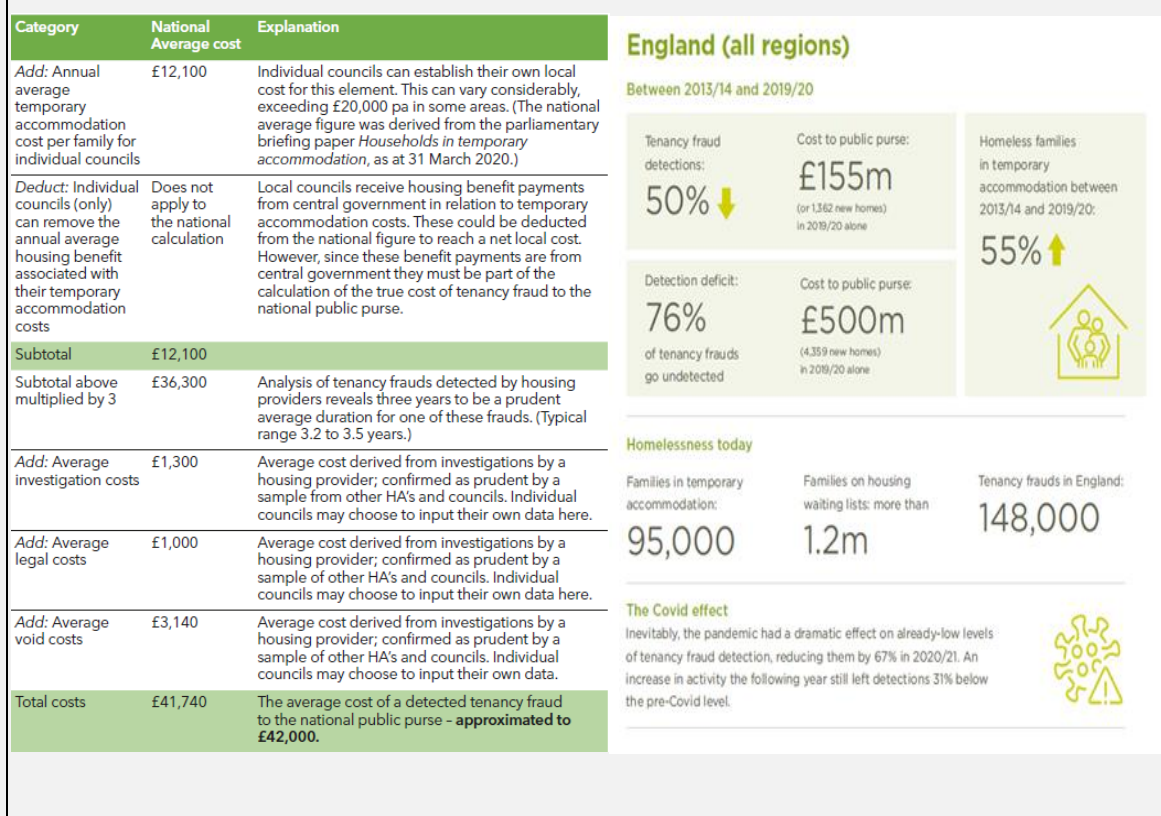 Category National Average cost Explanation
Add: Annual average temporary accommodation cost per family for individual councils
£12,100
Individual councils can establish their own local
cost for this element. This can vary considerably,
exceeding £20,000 pa in some areas. (The national
average figure was derived from the parliamentary
briefing paper Households in temporary
accommodation, as at 31 March 2020.)
Deduct: Individual councils (only) can remove the annual average housing benefit associated with their temporary accommodation costs
Does not apply to the national calculation
Local councils receive housing benefit payments
from central government in relation to temporary
accommodation costs. These could be deducted
from the national figure to reach a net local cost.
However, since these benefit payments are from
central government they must be part of the
calculation of the true cost of tenancy fraud to the
national public purse.
Subtotal £12,100
Subtotal above multiplied by 3
£36,300
Analysis of tenancy frauds detected by housing
providers reveals three years to be a prudent
average duration for one of these frauds. (Typical
range 3.2 to 3.5 years.)
Add: Average investigation costs
£1,300
Average cost derived from investigations by a
housing provider; confirmed as prudent by a
sample from other HA's and councils. Individual
councils may choose to input their own data here.
Add: Average legal costs
£1,000
Average cost derived from investigations by a
housing provider; confirmed as prudent by a
sample of other HA's and councils. Individual
councils may choose to input their own data here.
Add: Average void costs
£3,140
Average cost derived from investigations by a
housing provider; confirmed as prudent by a
sample of other HA's and councils. Individual
councils may choose to input their own data.
Total costs
£41,740
The average cost of a detected tenancy fraud
to the national public purse – approximated to
£42,000.
England (all regions)
Between 2013/14 and 2019/20
Tenancy fraud
detections:
50%
Cost to public purse:
£155m
(or 1,362 new homes)
in 2019/20 alone
Homeless families
in temporary
accommodation between
2013/14 and 2019/20:
55%
Detection deficit:
76%
of tenancy frauds
go undetected
Cost to public purse:
£500m
(4,359 new homes)
in 2019/20 alone
Homelessness today
Families in temporary
accommodation:
95,000
Families on housing
waiting lists: more than
1.2m
Tenancy frauds in England:
148,000
The Covid effect
Inevitably, the pandemic had a dramatic effect on already-low levels
of tenancy fraud detection, reducing them by 67% in 2020/21. An
increase in activity the following year still left detections 31% below
the pre-Covid level.